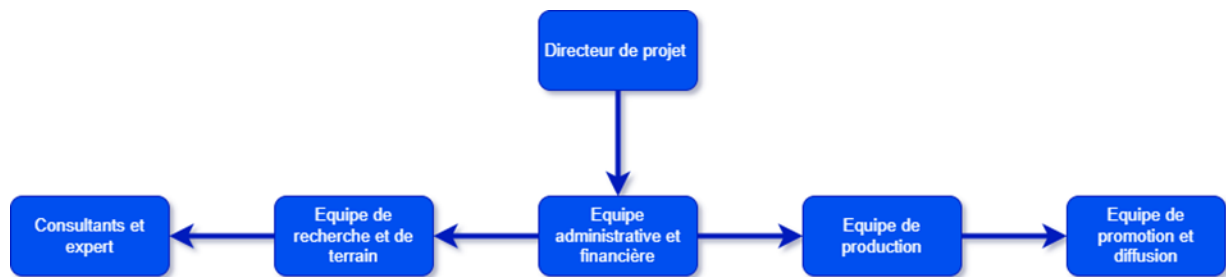 Directeur de projet
Consultants et
expert
Equipe de
recherche et de
terrain
Equipe
administrative et
financière
Equipe de
production
Equipe de
promotion et
diffusion